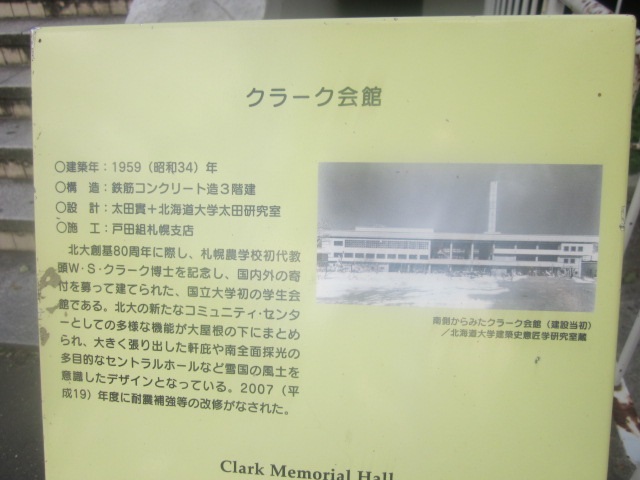 クラーク会館
○建築年：1959（昭和34）年
○構　造：鉄筋コンクリート造3階建
○設　計：太田實＋北海道大学太田研究室
○施　工：戸田組札幌支店
北大創基80周年に際し、札幌農学校初代教
頭W・S・クラーク博士を記念し、国内外の寄
付を募って建てられた、国立大学初の学生会
館である。北大の新たなコミュニティ・センタ
ーとしての多様な機能が大屋根の下にまとめ
られ、大きく張り出した軒庇や南全面採光の
多目的なセントラルホールなど雪国の風土を
意識したデザインとなっている。2007（平
成19）年度に耐震補強等の改修がなされた。
南側からみたクラーク会館（建設当初）
／北海道大学建築史意匠学研究室蔵
Clark Memorial Hall